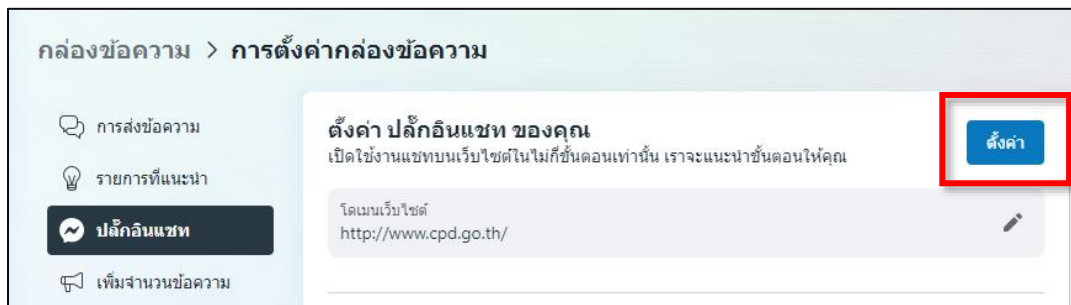 กล่องข้อความ > การตั้งค่ากล่องข้อความ
การส่งข้อความ
รายการที่แนะนำ
ปลั๊กอินแชท
เพิ่มจำนวนข้อความ
ตั้งค่า ปลั๊กอินแชท ของคุณ
เปิดใช้งานแชทบนเว็บไซต์ในไม่กี่ขั้นตอนเท่านั้น เราจะแนะนำขั้นตอนให้คุณ
ตั้งค่า
โดเมนเว็บไซต์
http://www.cpd.go.th/